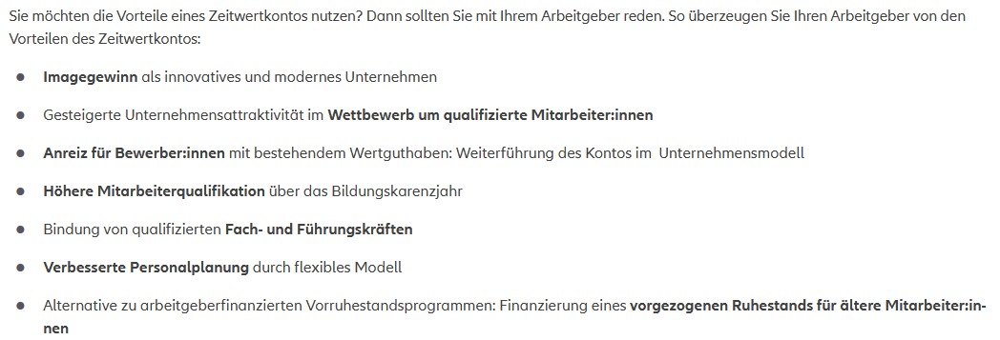 Sie möchten die Vorteile eines Zeitwertkontos nutzen? Dann sollten Sie mit Ihrem Arbeitgeber reden. So überzeugen Sie Ihren Arbeitgeber von den
Vorteilen des Zeitwertkontos:
● Imagegewinn als innovatives und modernes Unternehmen
● Gesteigerte Unternehmensattraktivität im Wettbewerb um qualifizierte Mitarbeiter:innen
● Anreiz für Bewerber:innen mit bestehendem Wertguthaben: Weiterführung des Kontos im  Unternehmensmodell
● Höhere Mitarbeiterqualifikation über das Bildungskarenzjahr
● Bindung von qualifizierten Fach- und Führungskräften
● Verbesserte Personalplanung durch flexibles Modell
● Alternative zu arbeitgeberfinanzierten Vorruhestandsprogrammen: Finanzierung eines vorgezogenen Ruhestands für ältere Mitarbeiter:in-
nen